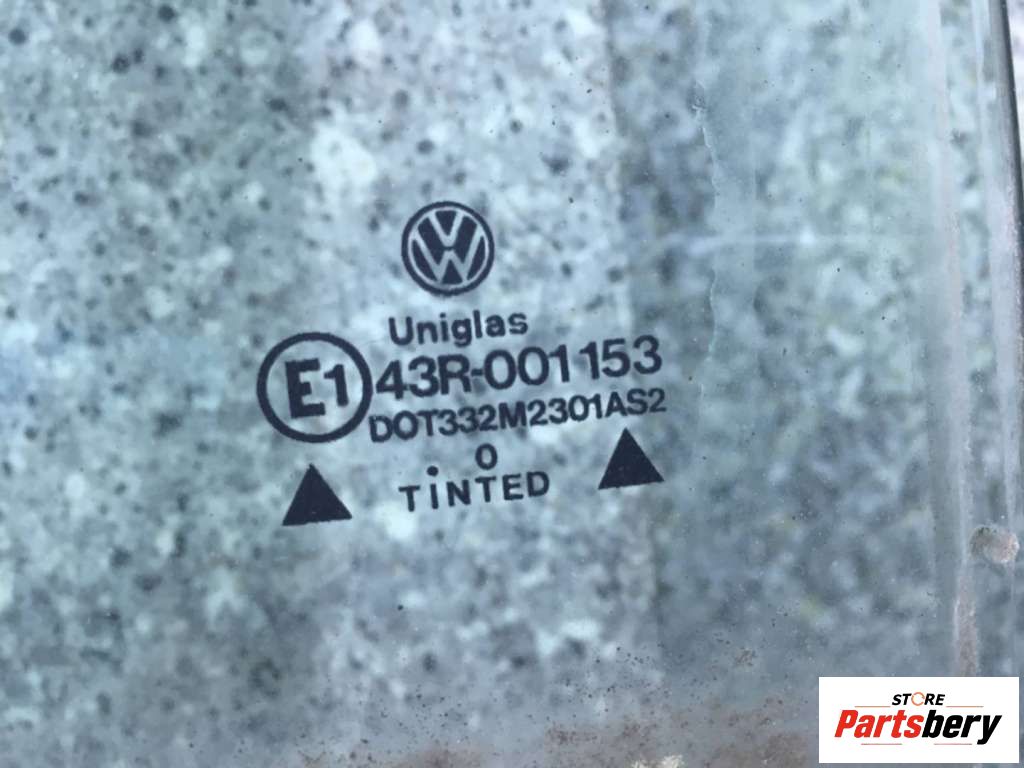 Uniglas
E1 43R-001153
DOT332M2301AS2
0
TINTED
STORE
Partsbery